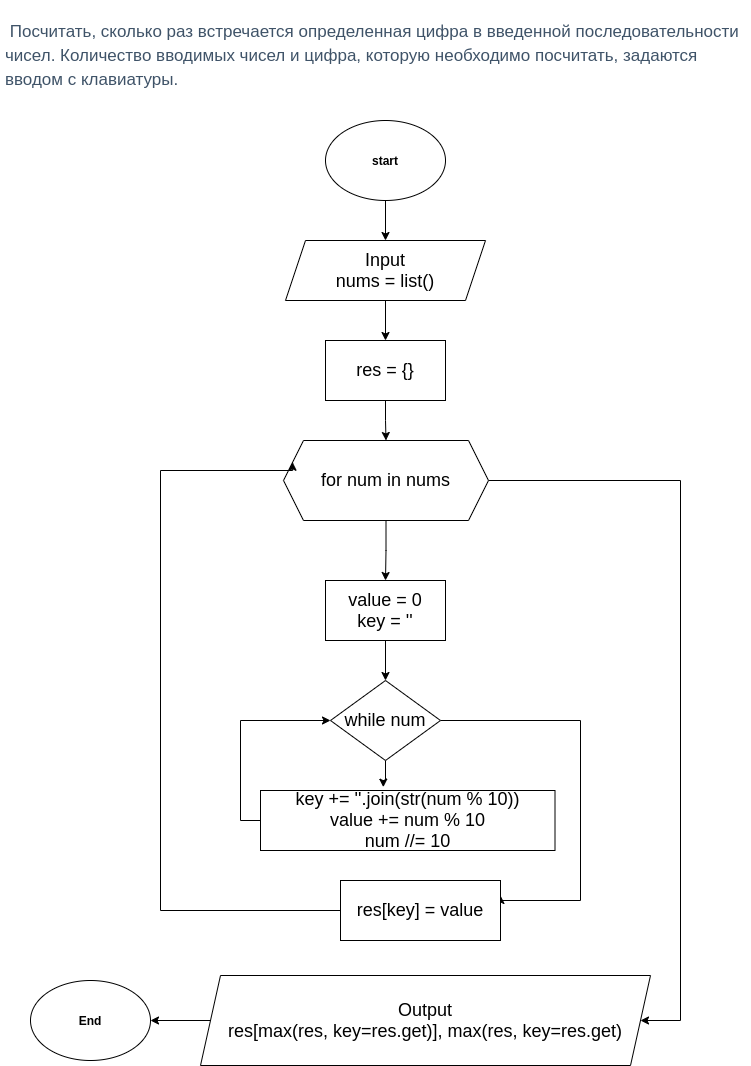 Посчитать, сколько раз встречается определенная цифра в введенной последовательности
чисел. Количество вводимых чисел и цифра, которую необходимо посчитать, задаются
вводом с клавиатуры.
start
Input
nums = list()
res = {}
for num in nums
value = 0
key = ''
while num
key += ''.join(str(num % 10))
value += num % 10
num //= 10
res[key] = value
Output
res[max(res, key=res.get)], max(res, key=res.get)
End